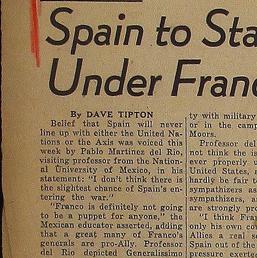 Spain to Sta
Under Fran
By DAVE TIPTON
Belief that Spain will never
line up with either the United Na-
tions or the Axis was voiced this
week by Pablo Martinez del Rio,
visiting professor from the Nation-
al University of Mexico, in his
statement: "I don't think there is
the slightest chance of Spain's en-
tering the war."
"Franco is definitely not going
to be a puppet for anyone," the
Mexican educator asserted, adding
that a great many of Franco's
generals are pro-Ally. Professor
del Rio depicted Generalissimo
ty with military
or in the camp
Moors.
Professor del
not think the is
ever properly u
United States, a
hardly be fair t
sympathizers as
sympathizers, a
are strongly pro
"I think Fran
only his own co
Allies a real se
Spain out of the
pressure exerte